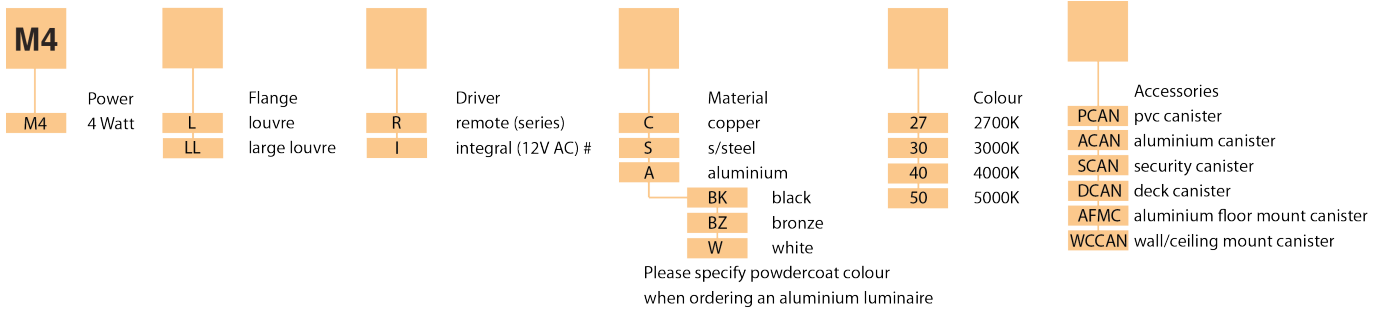 M4
Power
M4 4 Watt
Flange
L louvre
LL large louvre
Driver
R remote (series)
I integral (12V AC) #
Material
C copper
S s/steel
A aluminium
BK black
BZ bronze
W white
Please specify powdercoat colour
when ordering an aluminium luminaire
Colour
27 2700K
30 3000K
40 4000K
50 5000K
Accessories
PCAN pvc canister
ACAN aluminium canister
SCAN security canister
DCAN deck canister
AFMC aluminium floor mount canister
WCCAN wall/ceiling mount canister